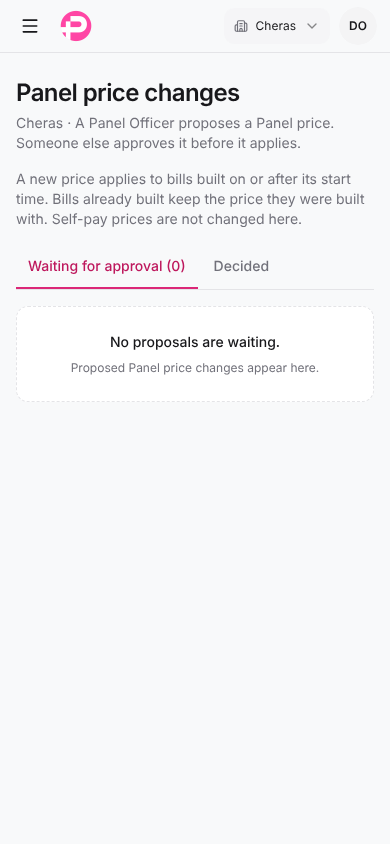 Cheras
DO
Panel price changes
Cheras · A Panel Officer proposes a Panel price.
Someone else approves it before it applies.
A new price applies to bills built on or after its start
time. Bills already built keep the price they were built
with. Self-pay prices are not changed here.
Waiting for approval (0)
Decided
No proposals are waiting.
Proposed Panel price changes appear here.